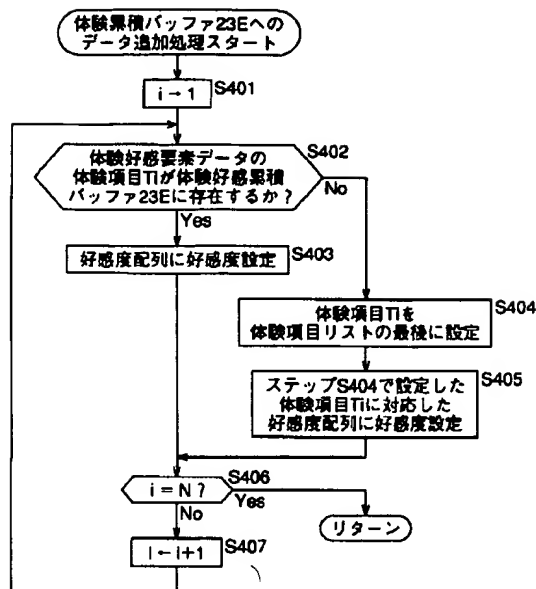 体験累積バッファ23Eへの
データ追加処理スタート
i→1
S401
体験好感要素データの
体験項目Tiが体験好感累積
バッファ23Eに存在するか?
S402
No
Yes
好感度配列に好感度設定
S403
体験項目Tiを
体験項目リストの最後に設定
S404
ステップS404で設定した
体験項目Tiに対応した
好感度配列に好感度設定
S405
i=N?
S406
Yes
No
リターン
i←i+1
S407